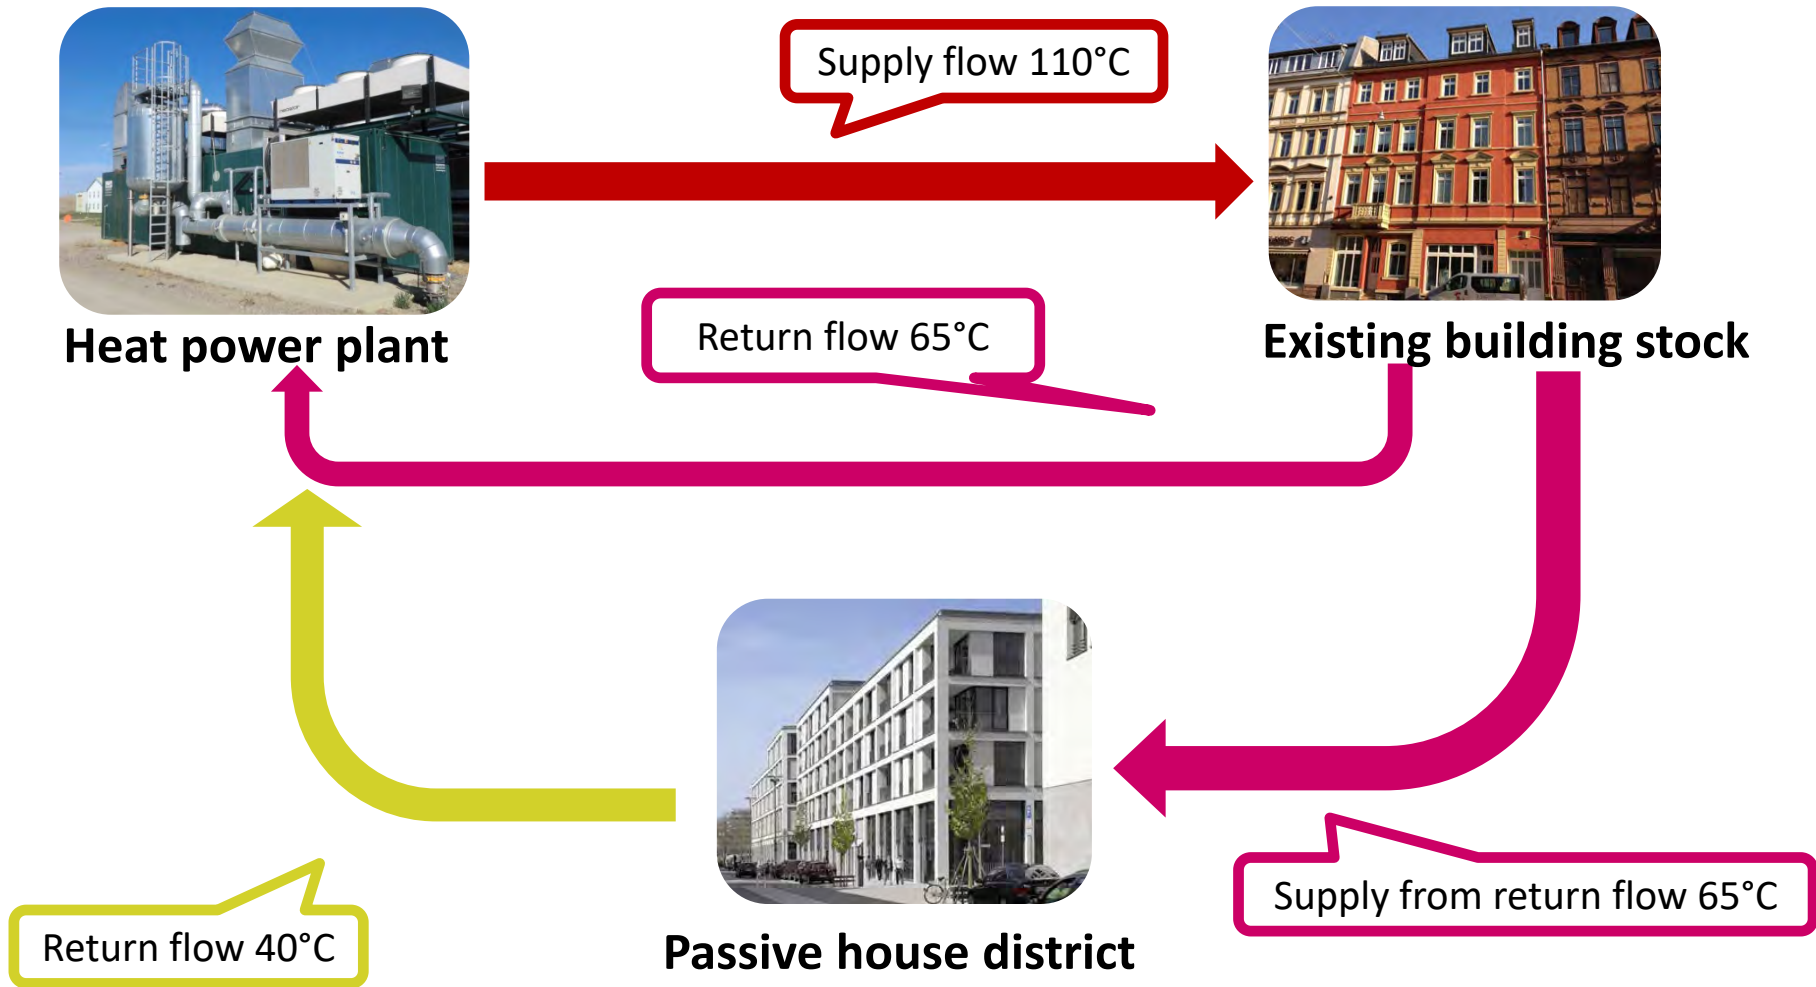 Supply flow 110°C
Heat power plant
Return flow 65°C
Existing building stock
Supply from return flow 65°C
Return flow 40°C
Passive house district